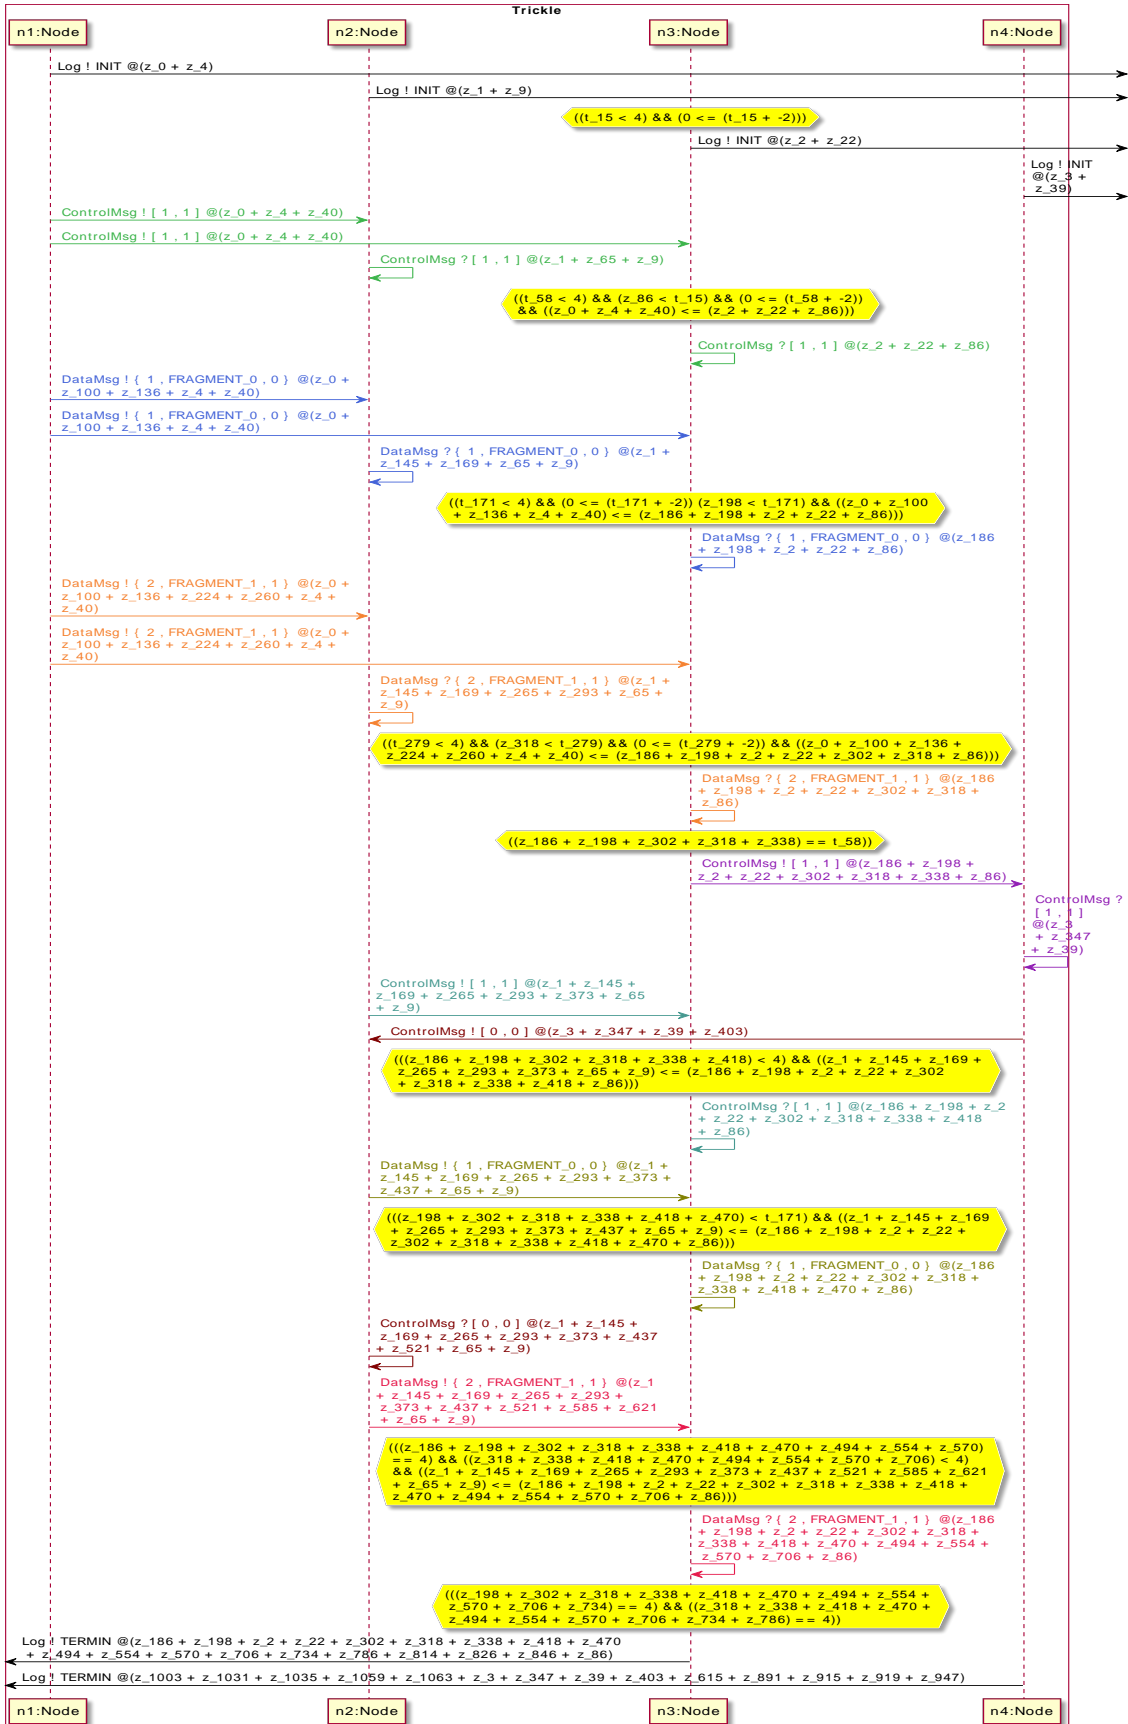 Trickle
n1:Node
n2:Node
n3:Node
n4:Node
Log ! INIT @(z_0 + z_4)
Log ! INIT @(z_1 + z_9)
((t_15 < 4) && (0 <= (t_15 + -2)))
Log ! INIT @(z_2 + z_22)
Log ! INIT
@(z_3 +
z_39)
ControlMsg ! [ 1 , 1 ] @(z_0 + z_4 + z_40)
ControlMsg ! [ 1 , 1 ] @(z_0 + z_4 + z_40)
ControlMsg ? [ 1 , 1 ] @(z_1 + z_65 + z_9)
((t_58 < 4) && (z_86 < t_15) && (0 <= (t_58 + -2))
&& ((z_0 + z_4 + z_40) <= (z_2 + z_22 + z_86)))
ControlMsg ? [ 1 , 1 ] @(z_2 + z_22 + z_86)
DataMsg ! { 1 , FRAGMENT_0 , 0 } @(z_0 +
z_100 + z_136 + z_4 + z_40)
DataMsg ! { 1 , FRAGMENT_0 , 0 } @(z_0 +
z_100 + z_136 + z_4 + z_40)
DataMsg ? { 1 , FRAGMENT_0 , 0 } @(z_1 +
z_145 + z_169 + z_65 + z_9)
((t_171 < 4) && (0 <= (t_171 + -2)) (z_198 < t_171) && ((z_0 + z_100
+ z_136 + z_4 + z_40) <= (z_186 + z_198 + z_2 + z_22 + z_86)))
DataMsg ? { 1 , FRAGMENT_0 , 0 } @(z_186
+ z_198 + z_2 + z_22 + z_86)
DataMsg ! { 2 , FRAGMENT_1 , 1 } @(z_0 +
z_100 + z_136 + z_224 + z_260 + z_4 +
z_40)
DataMsg ! { 2 , FRAGMENT_1 , 1 } @(z_0 +
z_100 + z_136 + z_224 + z_260 + z_4 +
z_40)
DataMsg ? { 2 , FRAGMENT_1 , 1 } @(z_1 +
z_145 + z_169 + z_265 + z_293 + z_65 +
z_9)
((t_279 < 4) && (z_318 < t_279) && (0 <= (t_279 + -2)) && ((z_0 + z_100 + z_136 +
z_224 + z_260 + z_4 + z_40) <= (z_186 + z_198 + z_2 + z_22 + z_302 + z_318 + z_86)))
DataMsg ? { 2 , FRAGMENT_1 , 1 } @(z_186
+ z_198 + z_2 + z_22 + z_302 + z_318 +
z_86)
((z_186 + z_198 + z_302 + z_318 + z_338) == t_58))
ControlMsg ! [ 1 , 1 ] @(z_186 + z_198 +
z_2 + z_22 + z_302 + z_318 + z_338 + z_86)
ControlMsg ?
[ 1 , 1 ]
@(z_3
+ z_347
+ z_39)
ControlMsg ! [ 1 , 1 ] @(z_1 + z_145 +
z_169 + z_265 + z_293 + z_373 + z_65
+ z_9)
ControlMsg ! [ 0 , 0 ] @(z_3 + z_347 + z_39 + z_403)
(((z_186 + z_198 + z_302 + z_318 + z_338 + z_418) < 4) && ((z_1 + z_145 + z_169 +
z_265 + z_293 + z_373 + z_65 + z_9) <= (z_186 + z_198 + z_2 + z_22 + z_302
+ z_318 + z_338 + z_418 + z_86)))
ControlMsg ? [ 1 , 1 ] @(z_186 + z_198 + z_2
+ z_22 + z_302 + z_318 + z_338 + z_418
+ z_86)
DataMsg ! { 1 , FRAGMENT_0 , 0 } @(z_1 +
z_145 + z_169 + z_265 + z_293 + z_373 +
z_437 + z_65 + z_9)
(((z_198 + z_302 + z_318 + z_338 + z_418 + z_470) < t_171) && ((z_1 + z_145 + z_169
+ z_265 + z_293 + z_373 + z_437 + z_65 + z_9) <= (z_186 + z_198 + z_2 + z_22 +
z_302 + z_318 + z_338 + z_418 + z_470 + z_86)))
DataMsg ? { 1 , FRAGMENT_0 , 0 } @(z_186
+ z_198 + z_2 + z_22 + z_302 + z_318 +
z_338 + z_418 + z_470 + z_86)
ControlMsg ? [ 0 , 0 ] @(z_1 + z_145 +
z_169 + z_265 + z_293 + z_373 + z_437
+ z_521 + z_65 + z_9)
DataMsg ! { 2 , FRAGMENT_1 , 1 } @(z_1
+ z_145 + z_169 + z_265 + z_293 +
z_373 + z_437 + z_521 + z_585 + z_621
+ z_65 + z_9)
(((z_186 + z_198 + z_302 + z_318 + z_338 + z_418 + z_470 + z_494 + z_554 + z_570)
== 4) && ((z_318 + z_338 + z_418 + z_470 + z_494 + z_554 + z_570 + z_706) < 4)
&& ((z_1 + z_145 + z_169 + z_265 + z_293 + z_373 + z_437 + z_521 + z_585 + z_621
+ z_65 + z_9) <= (z_186 + z_198 + z_2 + z_22 + z_302 + z_318 + z_338 + z_418 +
z_470 + z_494 + z_554 + z_570 + z_706 + z_86)))
DataMsg ? { 2 , FRAGMENT_1 , 1 } @(z_186
+ z_198 + z_2 + z_22 + z_302 + z_318 +
z_338 + z_418 + z_470 + z_494 + z_554 +
z_570 + z_706 + z_86)
(((z_198 + z_302 + z_318 + z_338 + z_418 + z_470 + z_494 + z_554 +
z_570 + z_706 + z_734) == 4) && ((z_318 + z_338 + z_418 + z_470 +
z_494 + z_554 + z_570 + z_706 + z_734 + z_786) == 4))
Log ! TERMIN @(z_186 + z_198 + z_2 + z_22 + z_302 + z_318 + z_338 + z_418 + z_470
+ z_494 + z_554 + z_570 + z_706 + z_734 + z_786 + z_814 + z_826 + z_846 + z_86)
Log ! TERMIN @(z_1003 + z_1031 + z_1035 + z_1059 + z_1063 + z_3 + z_347 + z_39 + z_403 + z_615 + z_891 + z_915 + z_919 + z_947)
n1:Node
n2:Node
n3:Node
n4:Node